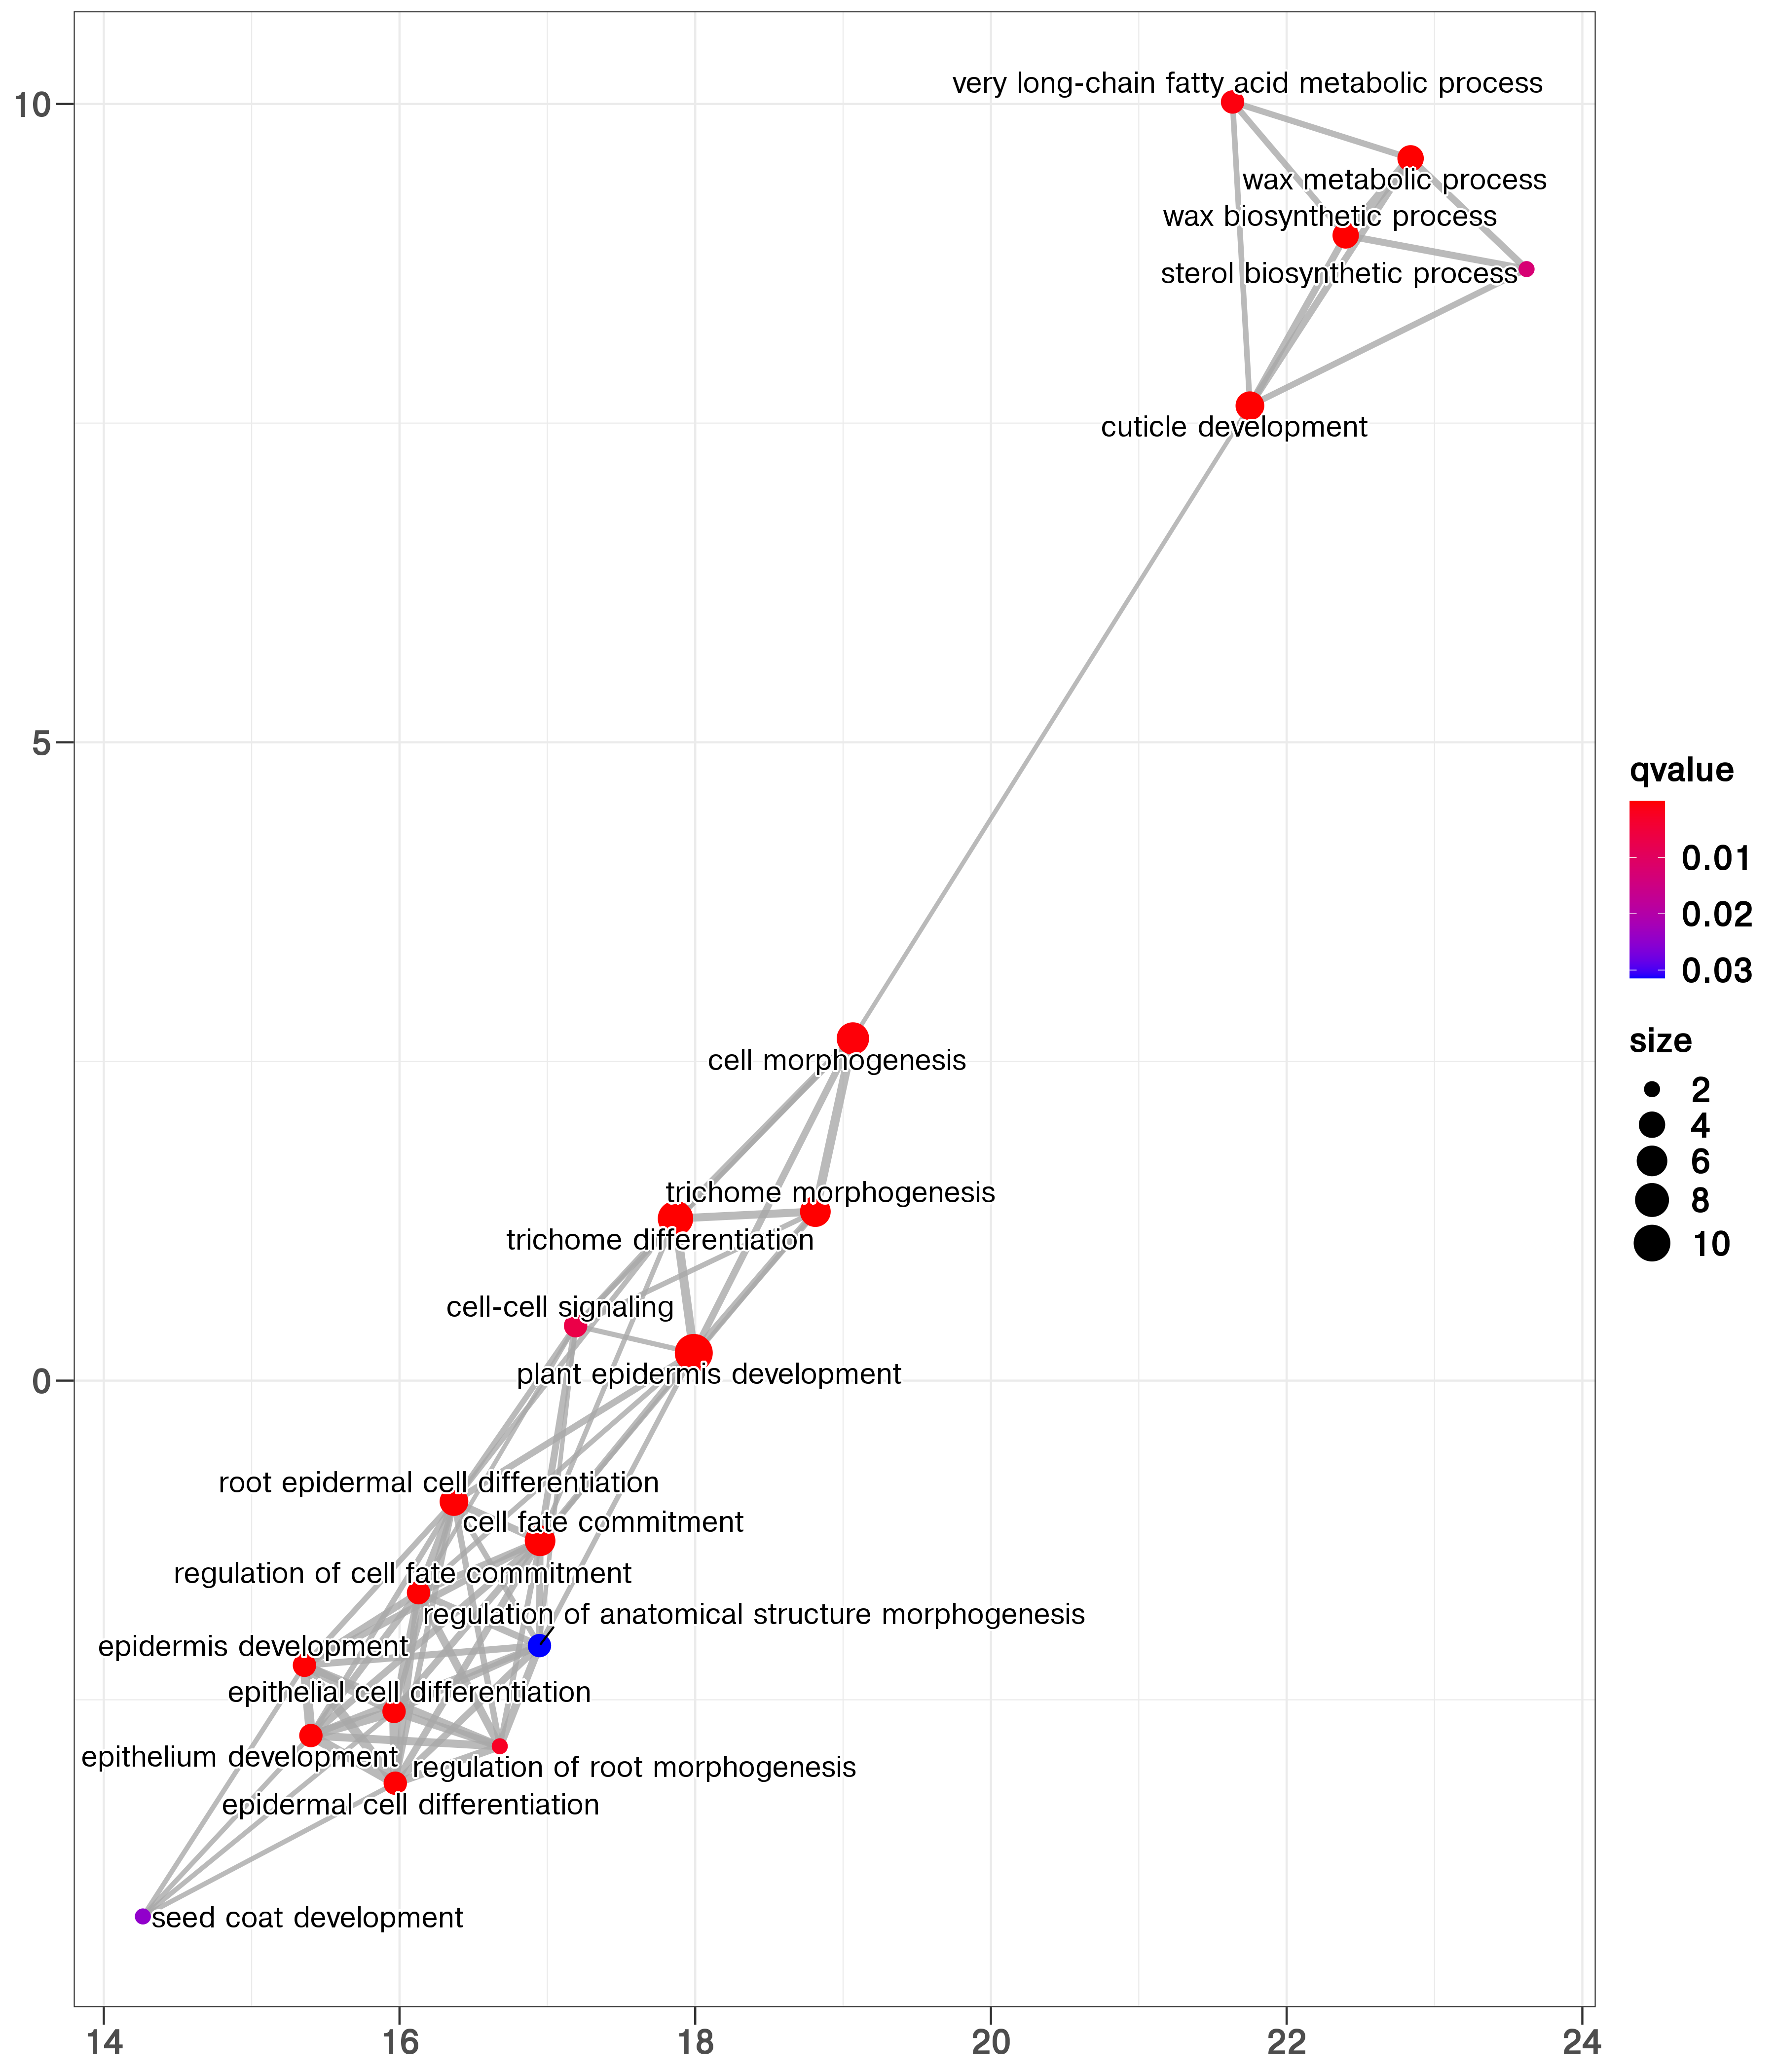 10
very long-chain fatty acid metabolic process
wax metabolic process
wax biosynthetic process
sterol biosynthetic process
cuticle development
5
qvalue
0.01
0.02
0.03
size
2
4
6
8
10
cell morphogenesis
trichome morphogenesis
trichome differentiation
cell-cell signaling
plant epidermis development
0
root epidermal cell differentiation
cell fate commitment
regulation of cell fate commitment
regulation of anatomical structure morphogenesis
epidermis development
epithelial cell differentiation
epithelium development
regulation of root morphogenesis
epidermal cell differentiation
seed coat development
14 16 18 20 22 24